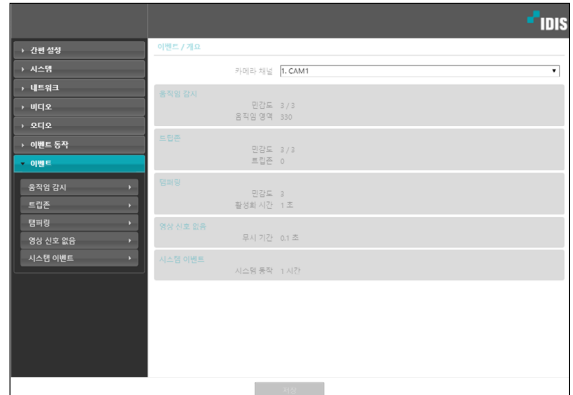 IDIS
간편 설정
시스템
네트워크
비디오
오디오
이벤트 동작
이벤트
움직임 감시
트립존
탬퍼링
영상 신호 없음
시스템 이벤트
이벤트 / 개요
카메라 채널 1. CAM1
움직임 감시
민감도 3 / 3
움직임 영역 330
트립존
민감도 3 / 3
트립존 0
탬퍼링
민감도 3
활성화 시간 1 초
영상 신호 없음
무시 기간 0.1 초
시스템 이벤트
시스템 동작 1 시간
저장